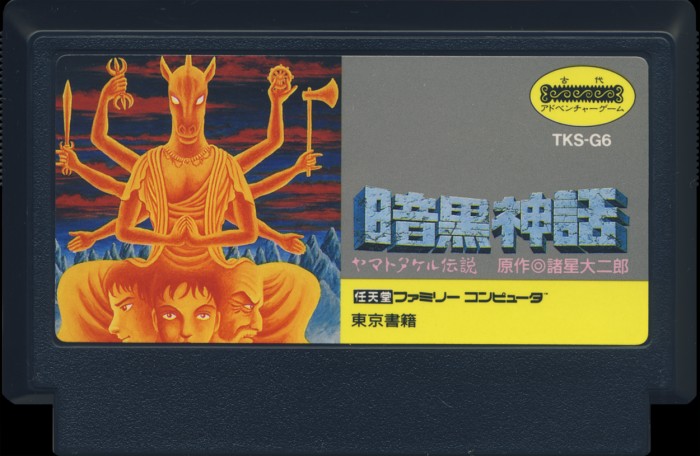 古代
アドベンチャーゲーム
TKS-G6
暗黒神話
ヤマトタケル伝説 原作◎諸星大二郎
任天堂 ファミリー コンピュータ™
東京書籍